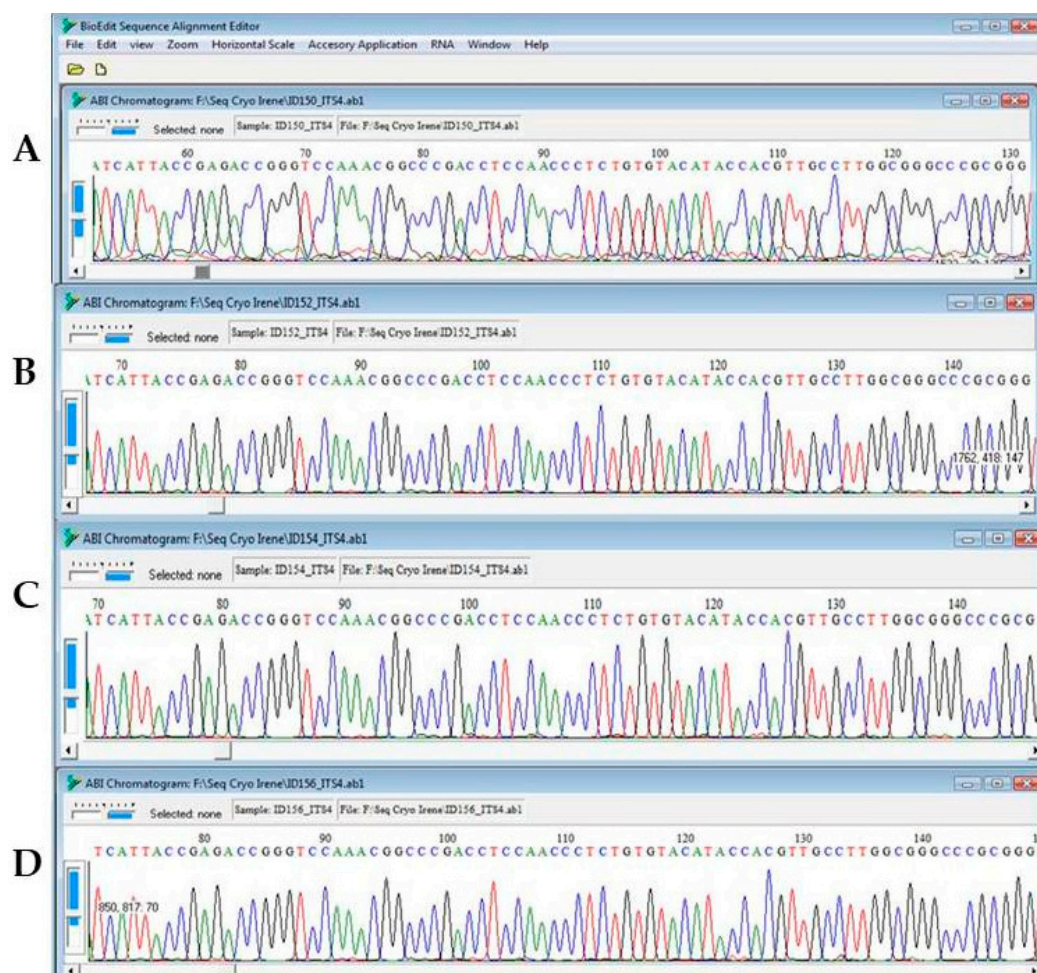 BioEdit Sequence Alignment Editor
File Edit view Zoom Horizontal Scale Accesory Application RNA Window Help
A
ABI Chromatogram: F:\Seq Cryo Irene\ID150_ITS4.ab1
Selected: none Sample: ID150_ITS4 File: F:\Seq Cryo Irene\ID150_ITS4.ab1
60 70 80 90 100 110 120 130
ATCATTACCGAGACCGGGTCCAAACGGCCCGACCTCCAACCCTCTGTGTACATACCACGTTGCCTTGGCGGGCCCGCGGG
B
ABI Chromatogram: F:\Seq Cryo Irene\ID152_ITS4.ab1
Selected: none Sample: ID152_ITS4 File: F:\Seq Cryo Irene\ID152_ITS4.ab1
70 80 90 100 110 120 130 140
ATCATTACCGAGACCGGGTCCAAACGGCCCGACCTCCAACCCTCTGTGTACATACCACGTTGCCTTGGCGGGCCCGCGGG
1762, 418: 147
C
ABI Chromatogram: F:\Seq Cryo Irene\ID154_ITS4.ab1
Selected: none Sample: ID154_ITS4 File: F:\Seq Cryo Irene\ID154_ITS4.ab1
70 80 90 100 110 120 130 140
ATCATTACCGAGACCGGGTCCAAACGGCCCGACCTCCAACCCTCTGTGTACATACCACGTTGCCTTGGCGGGCCCGCG
D
ABI Chromatogram: F:\Seq Cryo Irene\ID156_ITS4.ab1
Selected: none Sample: ID156_ITS4 File: F:\Seq Cryo Irene\ID156_ITS4.ab1
80 90 100 110 120 130 140
TCATTACCGAGACCGGGTCCAAACGGCCCGACCTCCAACCCTCTGTGTACATACCACGTTGCCTTGGCGGGCCCGCGGG
850, 817: 70